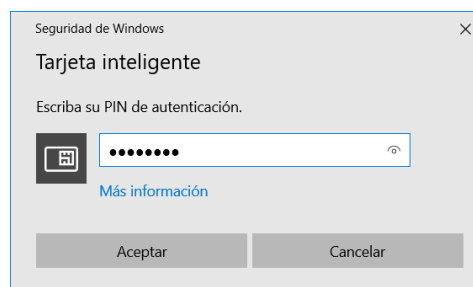 Seguridad de Windows
Tarjeta inteligente
Escriba su PIN de autenticación.
●●●●●●●●
Más información
Aceptar
Cancelar